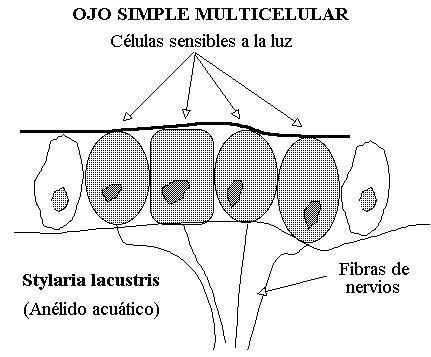 OJO SIMPLE MULTICELULAR
Células sensibles a la luz
Stylaria lacustris
(Anélido acuático)
Fibras de
nervios